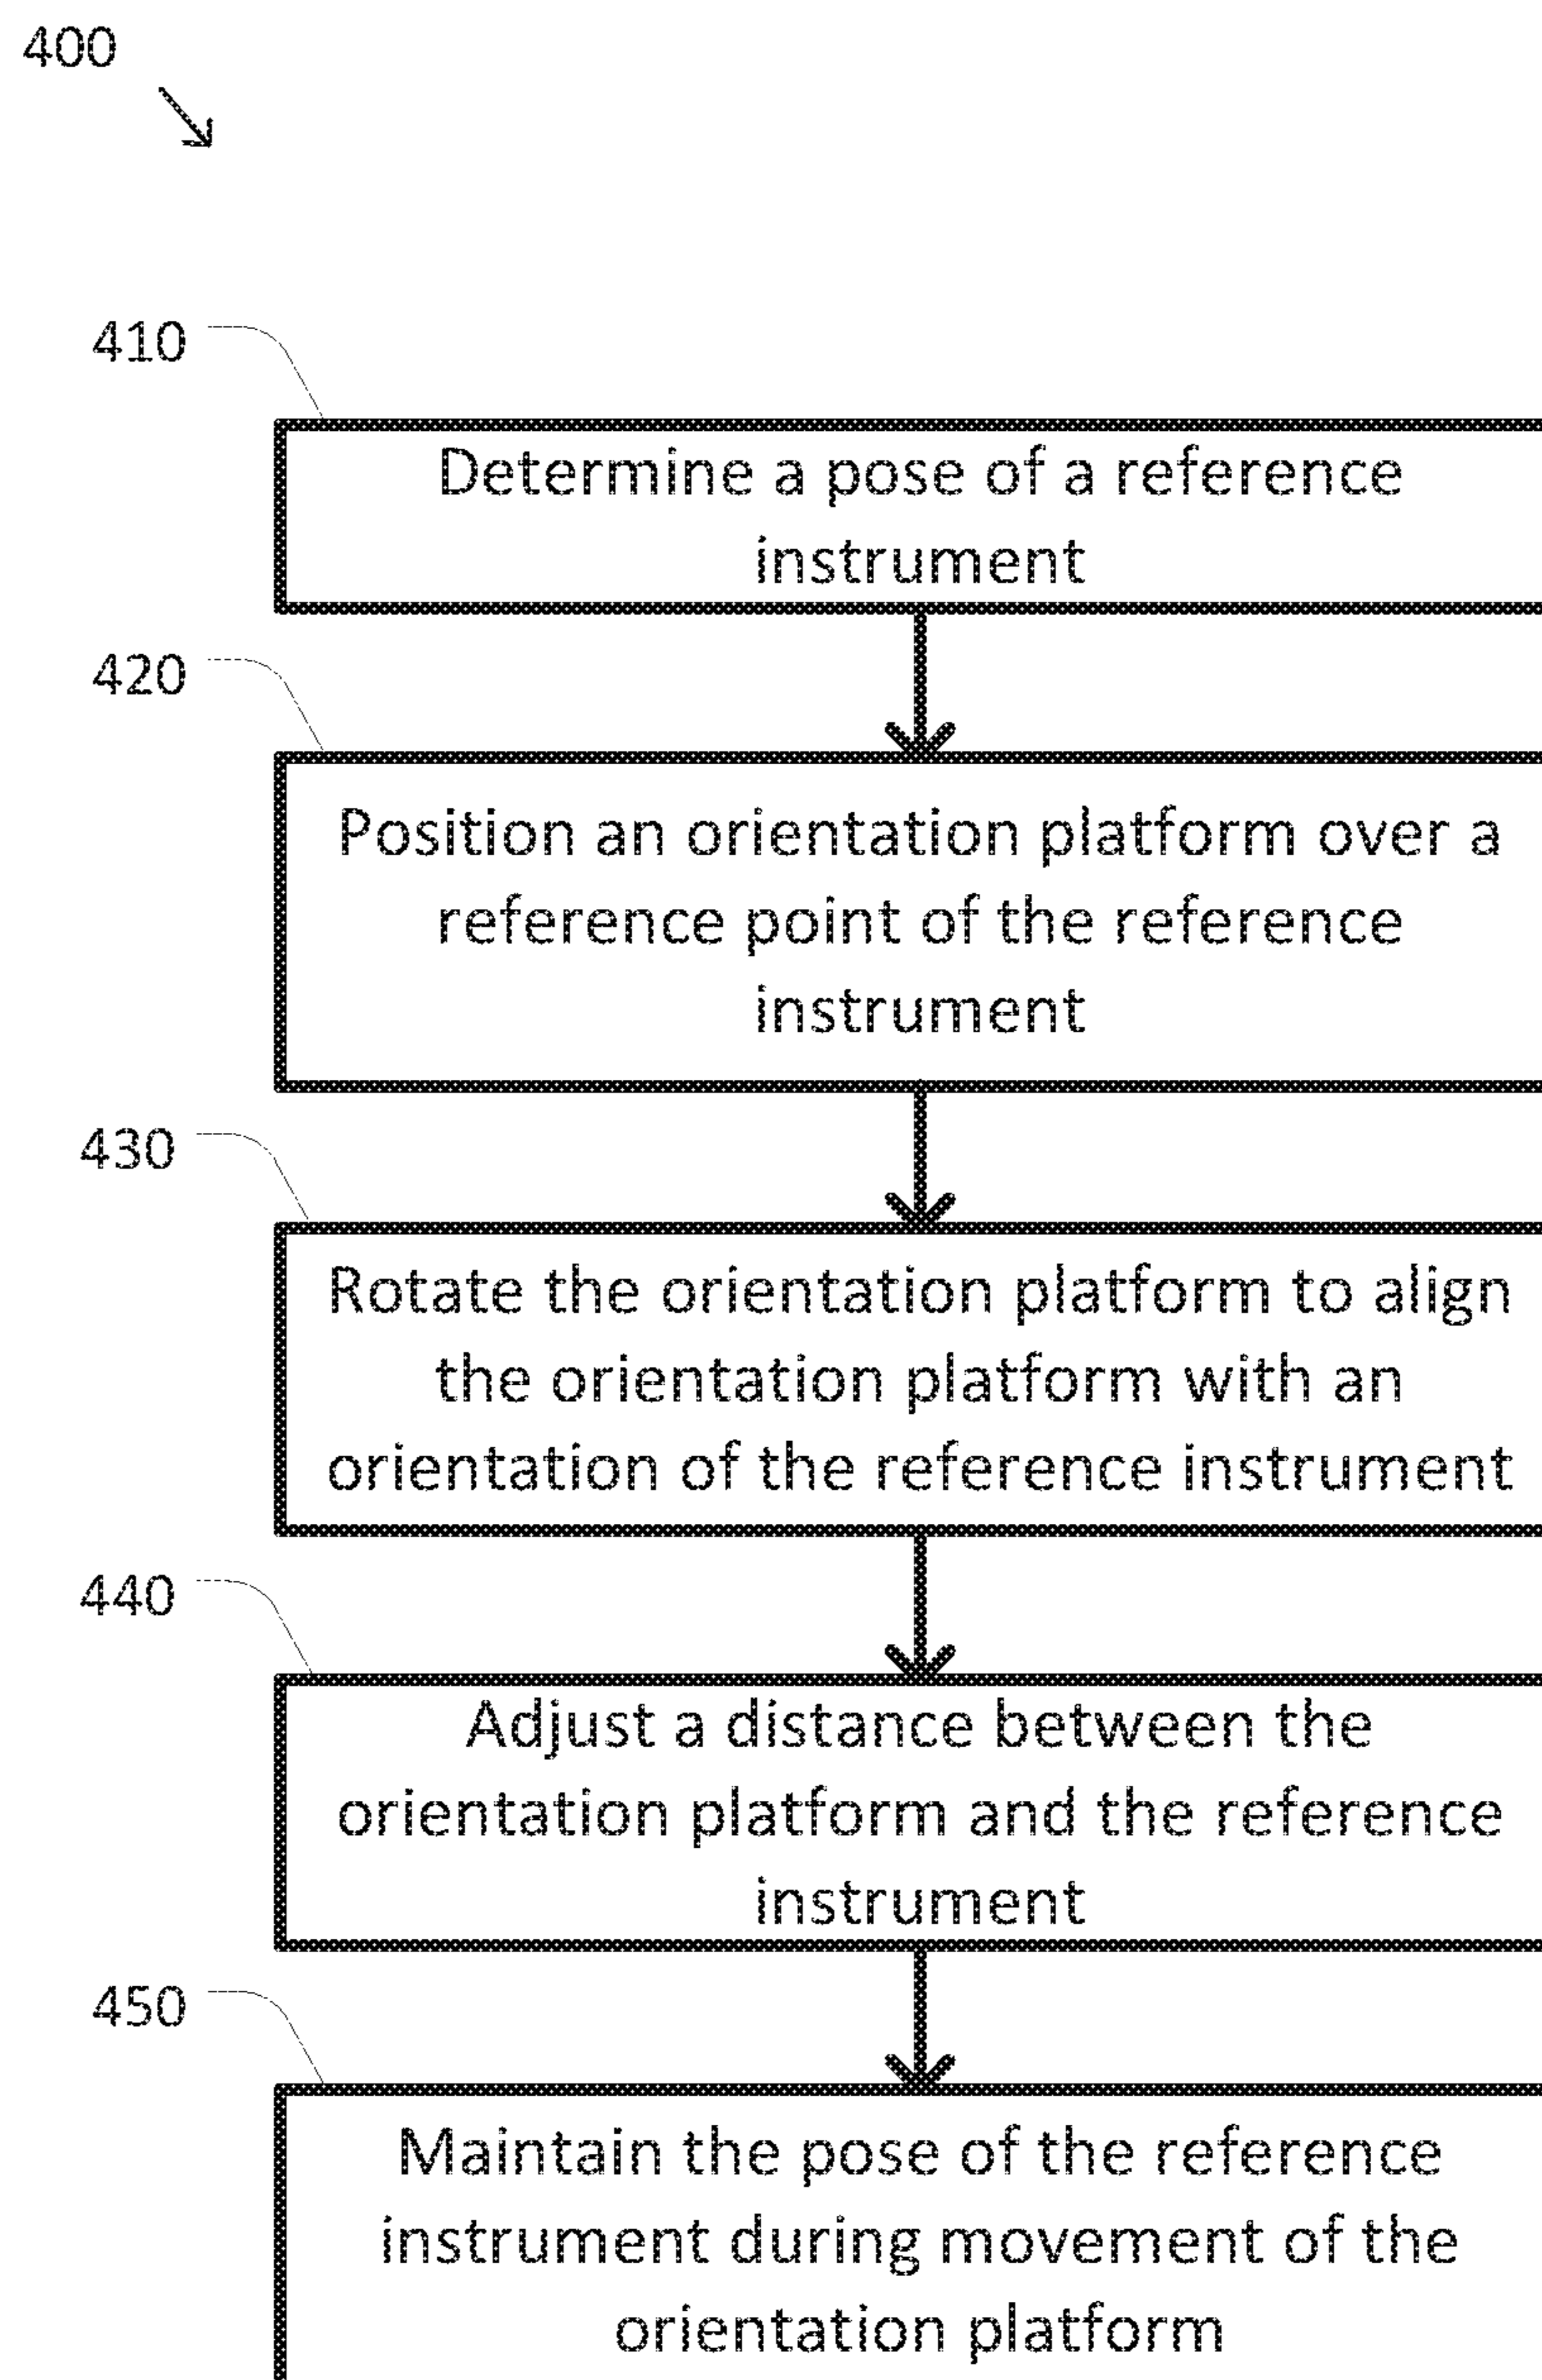 400
410
Determine a pose of a reference
instrument
420
Position an orientation platform over a
reference point of the reference
instrument
430
Rotate the orientation platform to align
the orientation platform with an
orientation of the reference instrument
440
Adjust a distance between the
orientation platform and the reference
instrument
450
Maintain the pose of the reference
instrument during movement of the
orientation platform